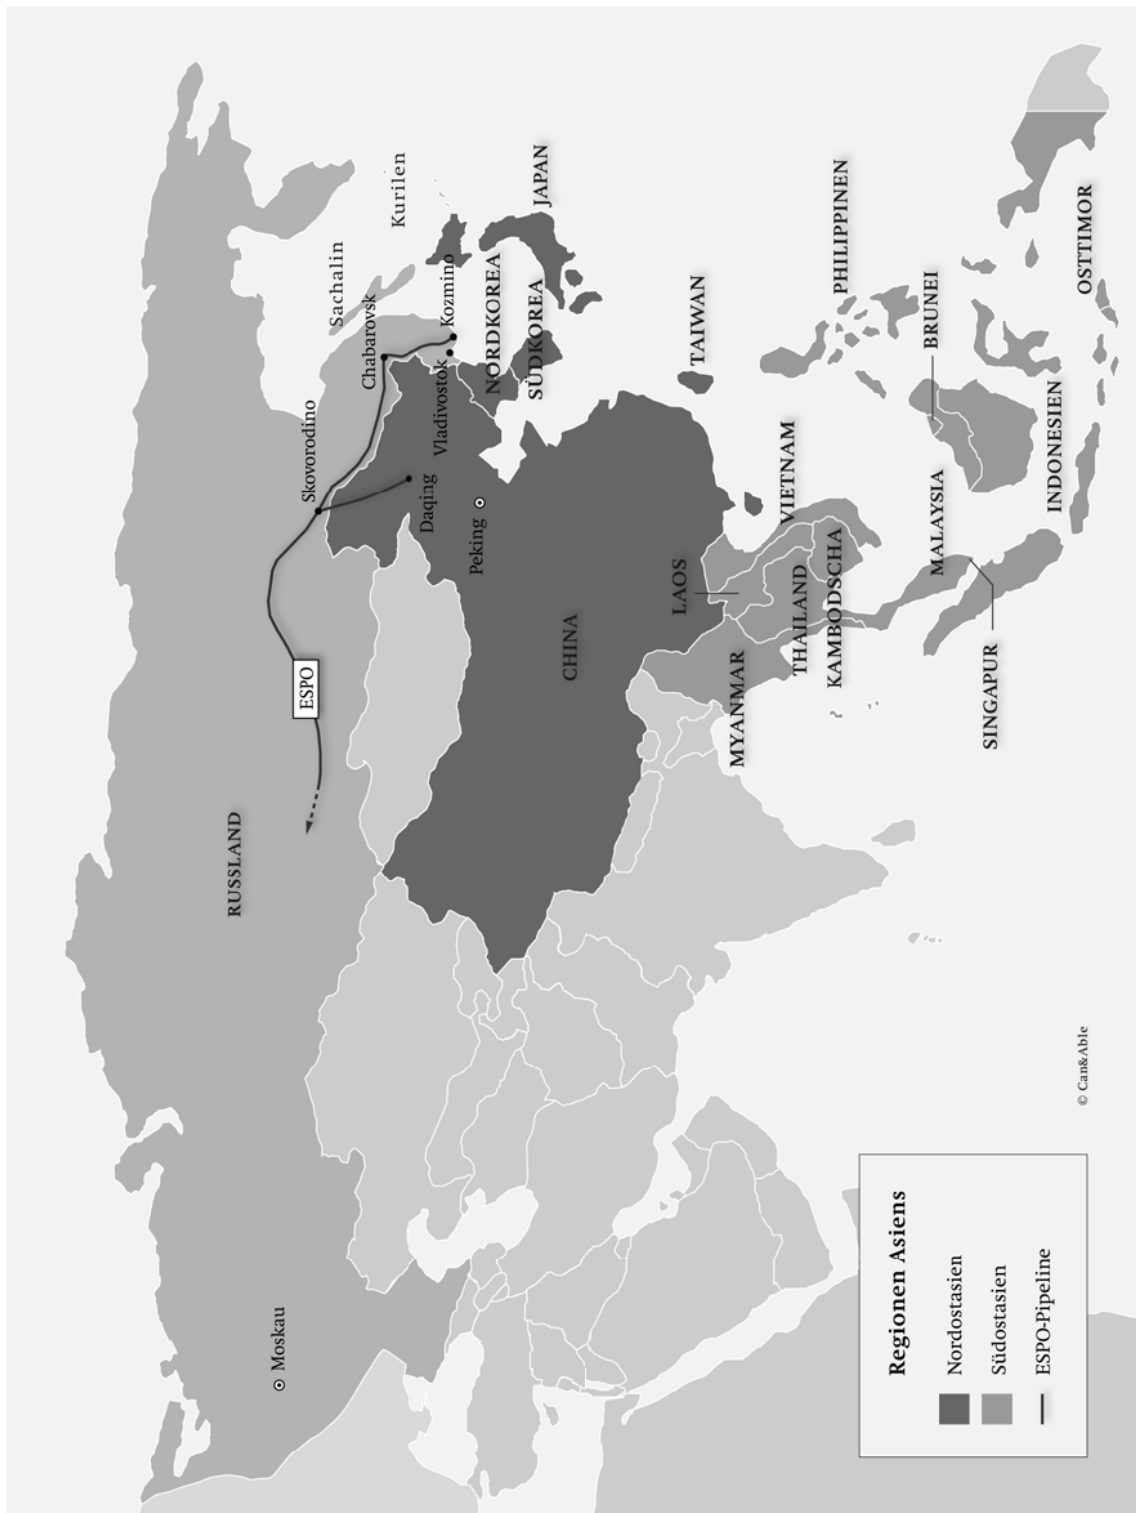 RUSSLAND
Moskau
ESPO
Skovorodino
Chabarovsk
Sachalin
Kurilen
Kozmino
Vladivostok
Daqing
Peking
CHINA
NORDKOREA
SÜDKOREA
JAPAN
TAIWAN
LAOS
VIETNAM
MYANMAR
THAILAND
KAMBODSCHA
PHILIPPINEN
BRUNEI
MALAYSIA
SINGAPUR
INDONESIEN
OSTTIMOR
Regionen Asiens
Nordostasien
Südostasien
ESPO-Pipeline
© Can&Able